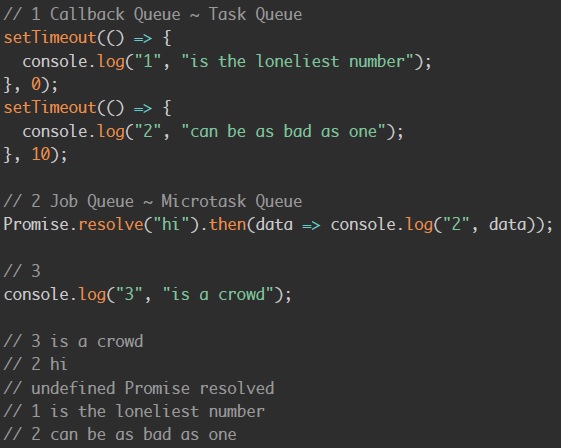 // 1 Callback Queue ~ Task Queue
setTimeout(() => {
  console.log("1", "is the loneliest number");
}, 0);
setTimeout(() => {
  console.log("2", "can be as bad as one");
}, 10);

// 2 Job Queue ~ Microtask Queue
Promise.resolve("hi").then(data => console.log("2", data));

// 3
console.log("3", "is a crowd");

// 3 is a crowd
// 2 hi
// undefined Promise resolved
// 1 is the loneliest number
// 2 can be as bad as one